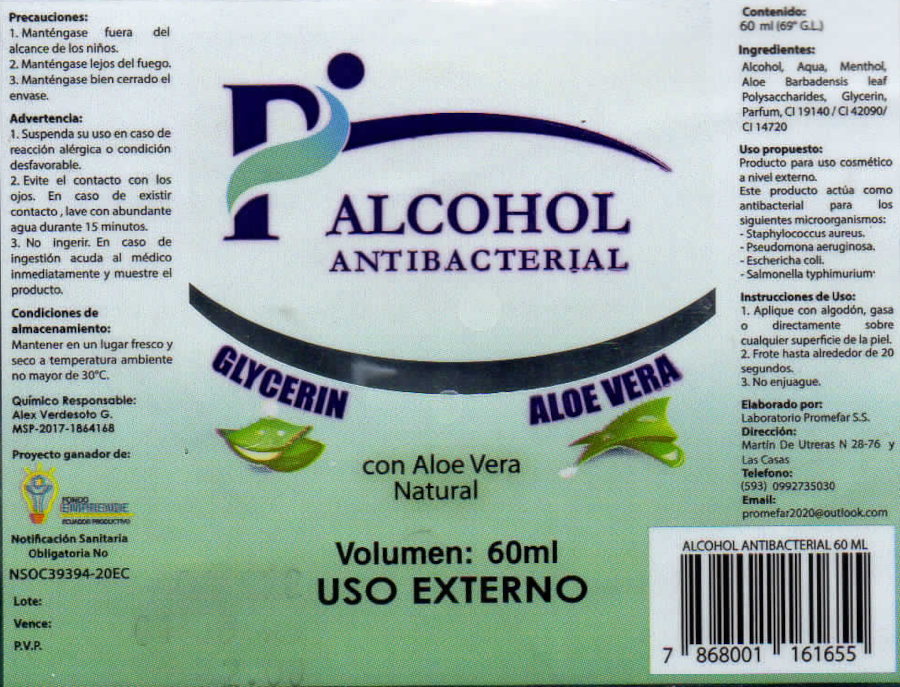 Precauciones:
1. Manténgase fuera del
alcance de los niños.
2. Manténgase lejos del fuego.
3. Manténgase bien cerrado el
envase.
Advertencia:
1. Suspenda su uso en caso de
reacción alérgica o condición
desfavorable.
2. Evite el contacto con los
ojos. En caso de existir
contacto , lave con abundante
agua durante 15 minutos.
3. No ingerir. En caso de
ingestión acuda al médico
inmediatamente y muestre el
producto.
Condiciones de
almacenamiento:
Mantener en un lugar fresco y
seco a temperatura ambiente
no mayor de 30°C.
Químico Responsable:
Alex Verdesoto G.
MSP-2017-1864168
Proyecto ganador de:
FONDO
EMPRENDE
ECUADOR PRODUCTIVO
Notificación Sanitaria
Obligatoria No
NSOC39394-20EC
Lote:
Vence:
P.V.P.
P
ALCOHOL
ANTIBACTERIAL
GLYCERIN
ALOE VERA
con Aloe Vera
Natural
Volumen: 60ml
USO EXTERNO
Contenido:
60 ml (69° G.L.)
Ingredientes:
Alcohol, Aqua, Menthol,
Aloe Barbadensis leaf
Polysaccharides, Glycerin,
Parfum, CI 19140 / CI 42090/
CI 14720
Uso propuesto:
Producto para uso cosmético
a nivel externo.
Este producto actúa como
antibacterial para los
siguientes microorganismos:
- Staphylococcus aureus.
- Pseudomona aeruginosa.
- Eschericha coli.
- Salmonella typhimurium
Instrucciones de Uso:
1. Aplique con algodón, gasa
o directamente sobre
cualquier superficie de la piel.
2. Frote hasta alrededor de 20
segundos.
3. No enjuague.
Elaborado por:
Laboratorio Promefar S.S.
Dirección:
Martín De Utreras N 28-76 y
Las Casas
Telefono:
(593) 0992735030
Email:
promefar2020@outlook.com
ALCOHOL ANTIBACTERIAL 60 ML
7 868001 161655